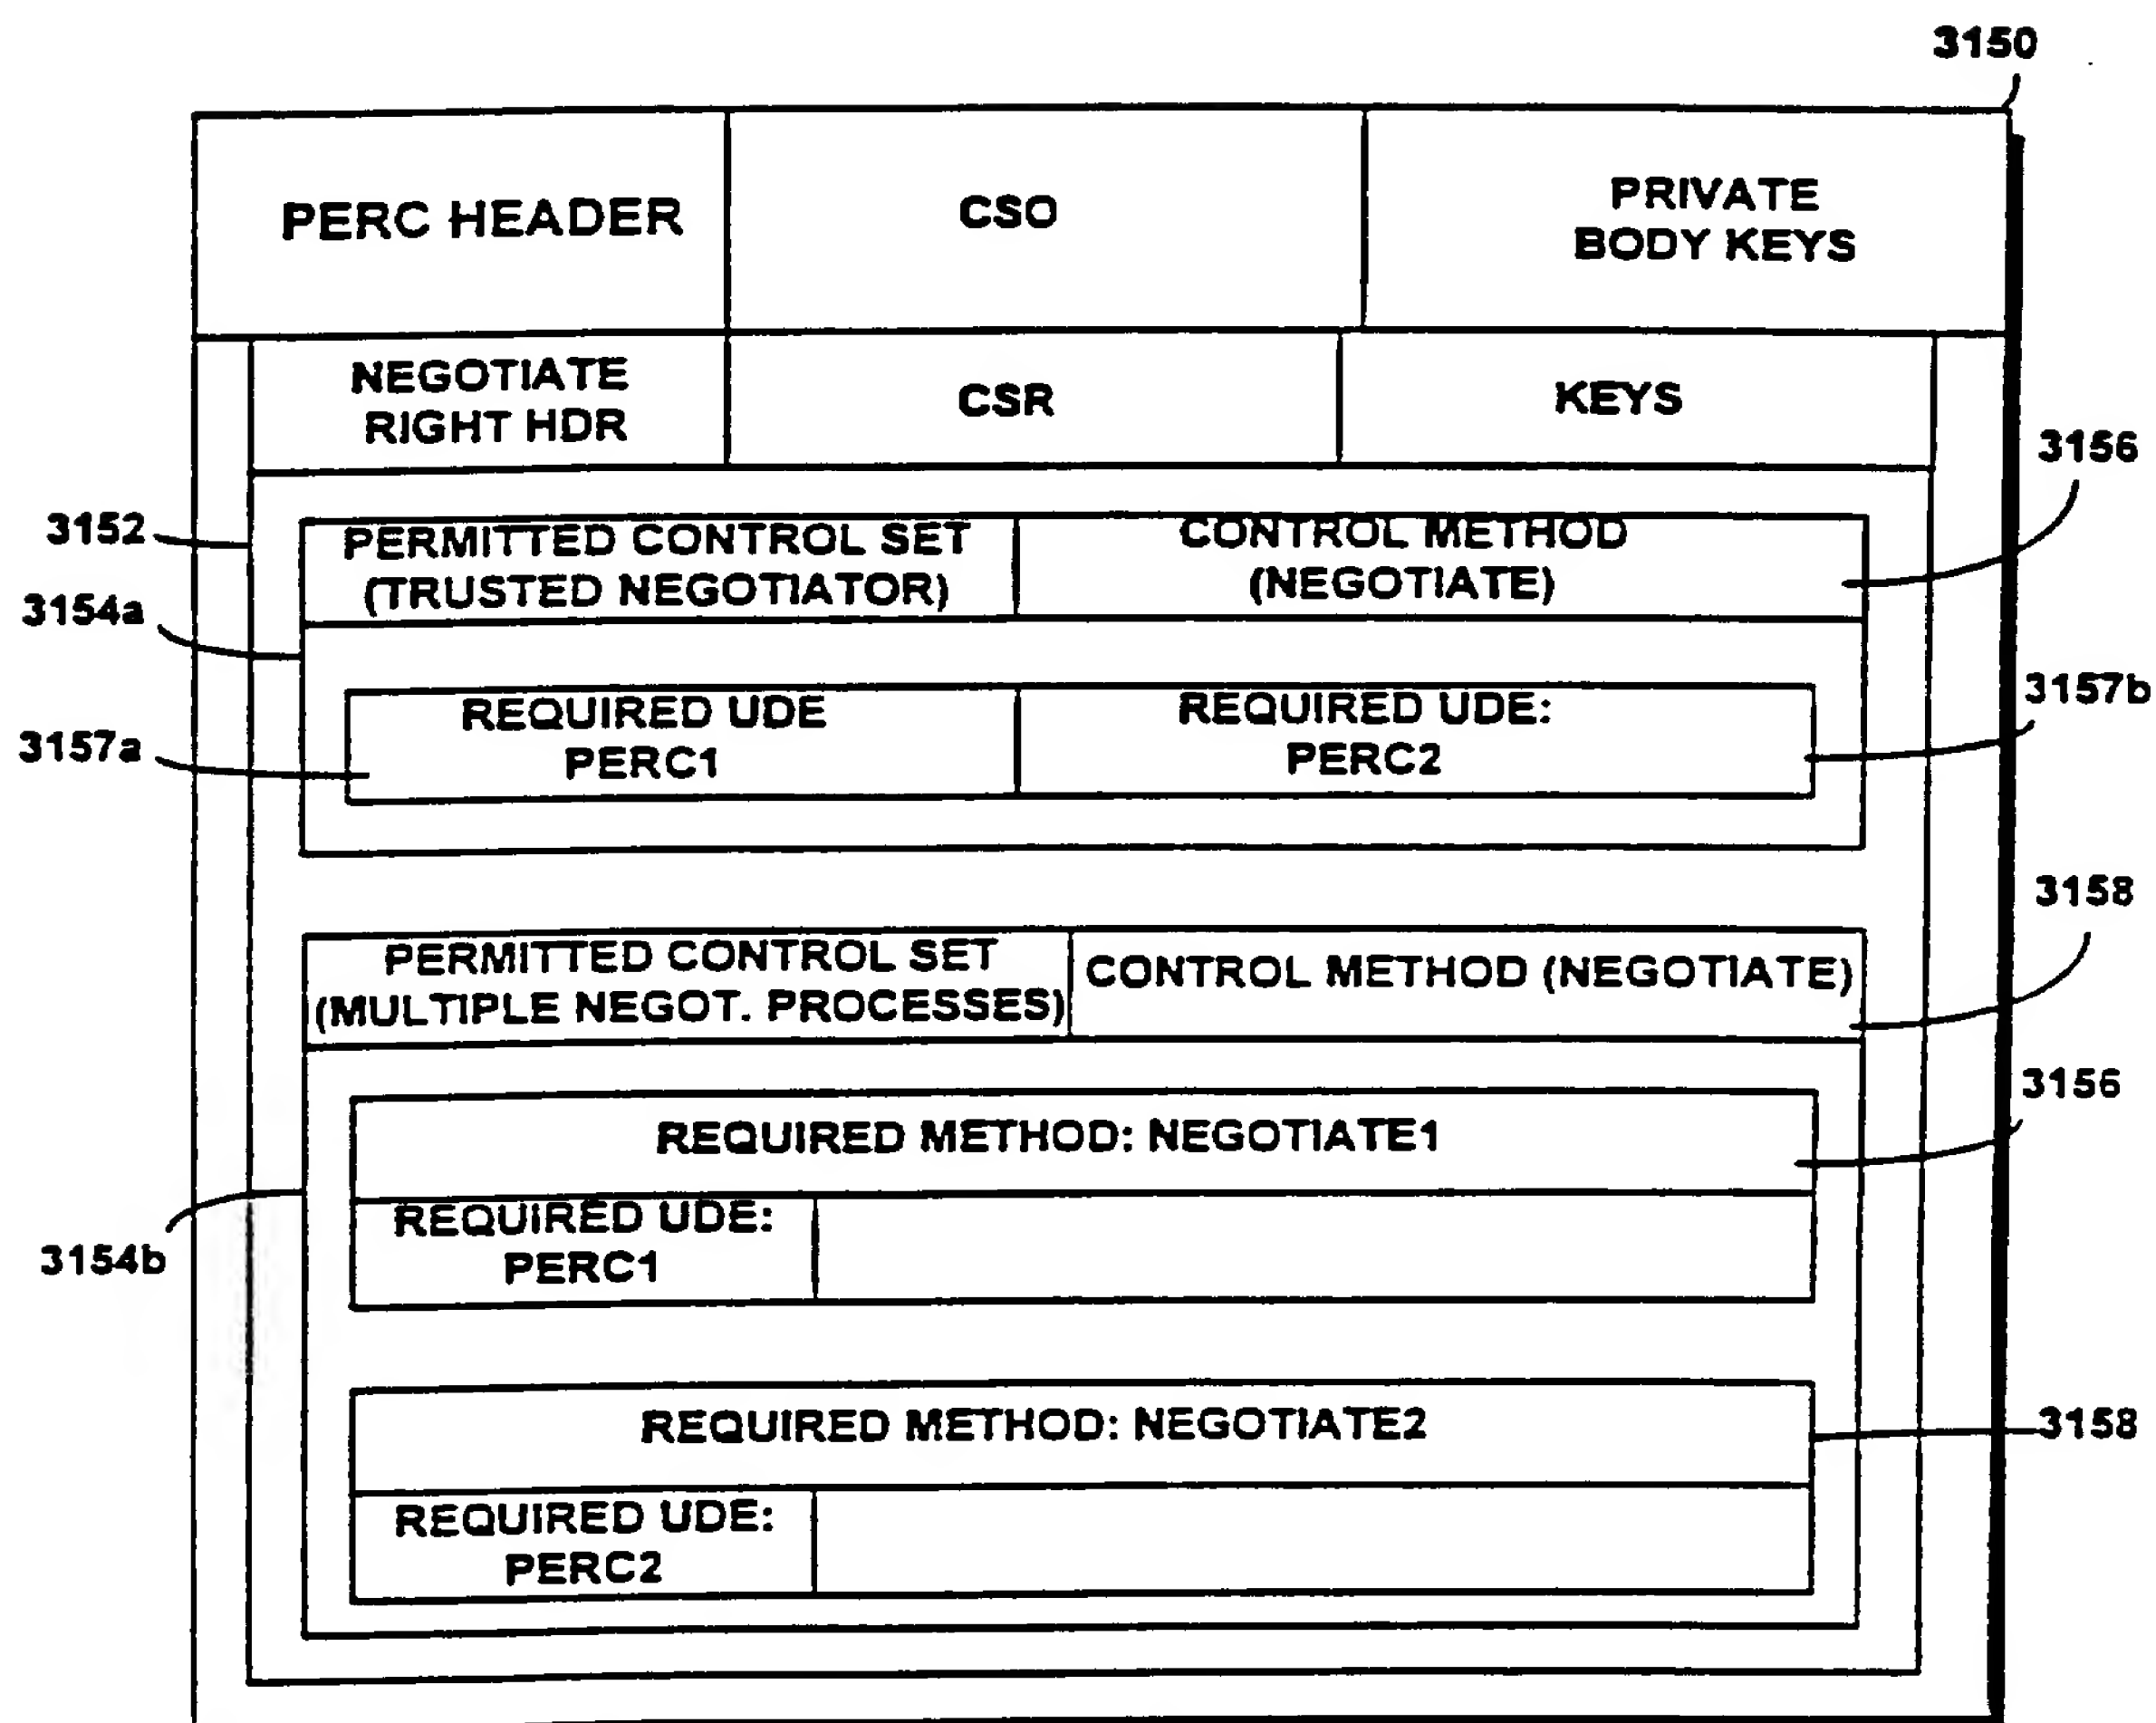 3150
PERC HEADER
CSO
PRIVATE
BODY KEYS
NEGOTIATE
RIGHT HDR
CSR
KEYS
3156
3152
PERMITTED CONTROL SET
(TRUSTED NEGOTIATOR)
CONTROL METHOD
(NEGOTIATE)
3154a
3157b
REQUIRED UDE
PERC1
REQUIRED UDE:
PERC2
3157a
3158
PERMITTED CONTROL SET
(MULTIPLE NEGOT. PROCESSES)
CONTROL METHOD (NEGOTIATE)
3156
REQUIRED METHOD: NEGOTIATE1
REQUIRED UDE:
PERC1
3154b
REQUIRED METHOD: NEGOTIATE2
3158
REQUIRED UDE:
PERC2